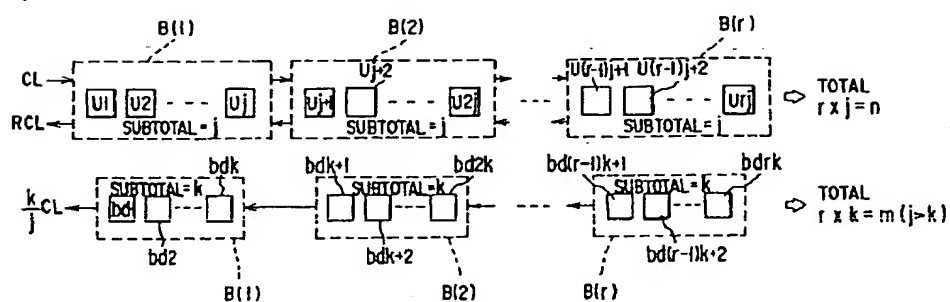 B(1) B(2) B(r)
Uj+2 U(r-1)j+1 U(r-1)j+2
CL
U1 U2 --- Uj Uj+1 --- U2j --- --- Urj TOTAL
RCL SUBTOTAL=j SUBTOTAL=j SUBTOTAL=j r x j=n
bdk bdk+1 bd2k bd(r-1)k+1 bdrk
SUBTOTAL=k SUBTOTAL=k SUBTOTAL=k TOTAL
k/j CL bd1 --- --- --- --- r x k=m (j>k)
bd2 bdk+2 bd(r-1)k+2
B(1) B(2) B(r)